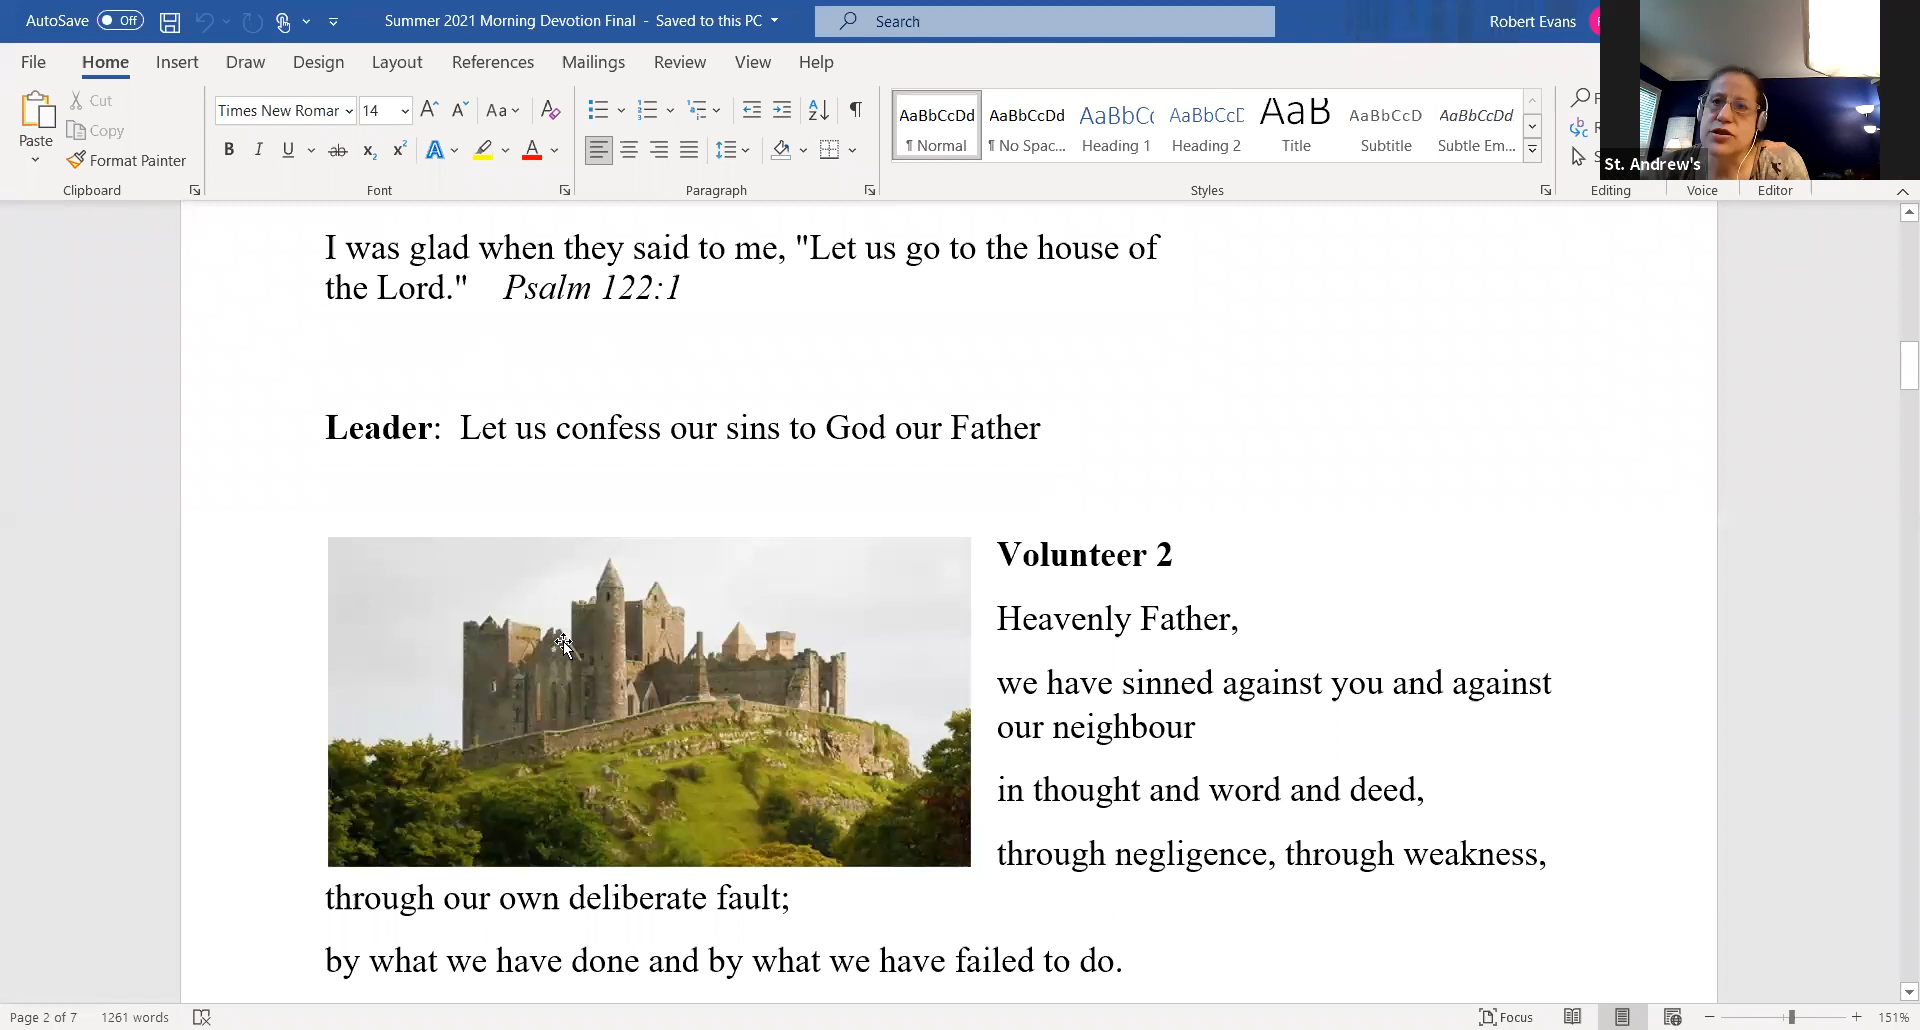 AutoSave Off Summer 2021 Morning Devotion Final - Saved to this PC Search Robert Evans
File Home Insert Draw Design Layout References Mailings Review View Help
Paste Cut Copy Format Painter
Clipboard
Times New Romar 14
Font
Paragraph
AaBbCcDd AaBbCcDd AaBbCc AaBbCcD AaB AaBbCcD AaBbCcDd
¶ Normal ¶ No Spac... Heading 1 Heading 2 Title Subtitle Subtle Em...
Styles
Editing Voice Editor
St. Andrew's
I was glad when they said to me, "Let us go to the house of
the Lord." Psalm 122:1
Leader: Let us confess our sins to God our Father
Volunteer 2
Heavenly Father,
we have sinned against you and against
our neighbour
in thought and word and deed,
through negligence, through weakness,
through our own deliberate fault;
by what we have done and by what we have failed to do.
Page 2 of 7 1261 words Focus 151%